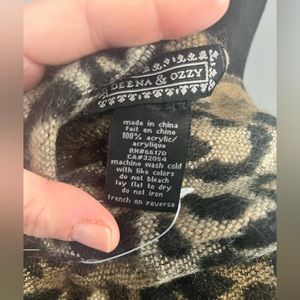 DEENA & OZZY
made in china
fait en chine
100% acrylic/
acrylique
RN#66170
CA#32054
machine wash cold
with like colors
do not bleach
lay flat to dry
do not iron
french on reverse